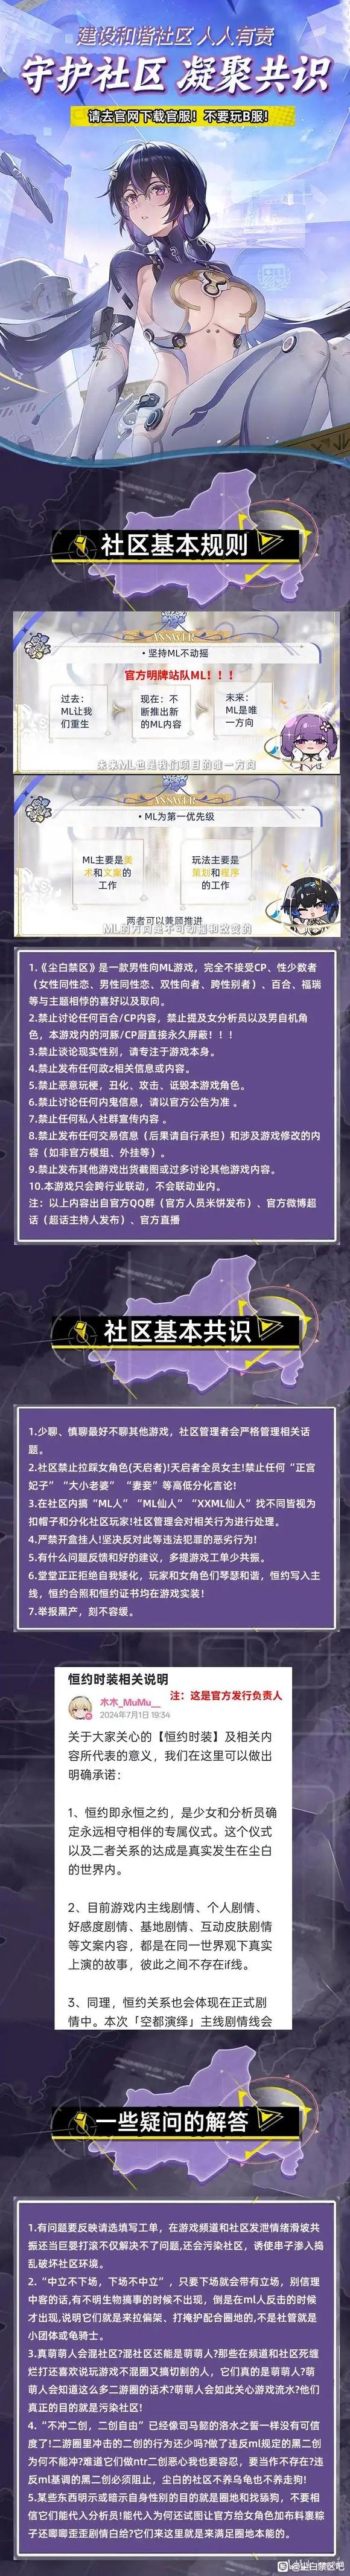 建设和谐社区 人人有责
守护社区 凝聚共识
请去官网下载官服！不要玩B服！
社区基本规则
ANSWER
• 坚持ML不动摇
官方明牌站队ML！！！
过去：
ML让我
们重生
现在：不
断推出新
的ML内容
未来：
ML是唯
一方向
未来ML也是我们项目的唯一方向
ANSWER
• ML为第一优先级
ML主要是美
术和文案的
工作
玩法主要是
策划和程序
的工作
两者可以兼顾推进
ML的方向是不可动摇和改变的
1.《尘白禁区》是一款男性向ML游戏，完全不接受CP、性少数者
（女性同性恋、男性同性恋、双性向者、跨性别者）、百合、福瑞
等与主题相悖的喜好以及取向。
2.禁止讨论任何百合/CP内容，禁止提及女分析员以及男自机角
色，本游戏内的河豚/CP厨直接永久屏蔽！！！
3.禁止谈论现实性别，请专注于游戏本身。
4.禁止发布任何政z相关信息或内容。
5.禁止恶意玩梗，丑化、攻击、诋毁本游戏角色。
6.禁止讨论任何内鬼信息，请以官方公告为准 。
7.禁止任何私人社群宣传内容 。
8.禁止发布任何交易信息（后果请自行承担）和涉及游戏修改的内
容（如非官方模组、外挂等）。
9.禁止发布其他游戏出货截图或过多讨论其他游戏内容。
10.本游戏只会跨行业联动，不会联动业内。
注：以上内容出自官方QQ群（官方人员米饼发布）、官方微博超
话（超话主持人发布）、官方直播
社区基本共识
1.少聊、慎聊最好不聊其他游戏，社区管理者会严格管理相关话
题。
2.社区禁止拉踩女角色(天启者)!天启者全员女主!禁止任何“正宫
妃子” “大小老婆” “妻妾”等高低分化言论!
3.在社区内搞“ML人” “ML仙人” “XXML仙人”找不同皆视为
扣帽子和分化社区玩家!社区管理会对相关行为进行处理。
4.严禁开盒挂人!坚决反对此等违法犯罪的恶劣行为!
5.有什么问题反馈和好的建议，多提游戏工单少共振。
6.堂堂正正拒绝自我矮化，玩家和女角色们琴瑟和谐，恒约写入主
线，恒约合照和恒约证书均在游戏实装！
7.举报黑产，刻不容缓。
恒约时装相关说明
木木_MuMu__
注：这是官方发行负责人
2024年7月1日 19:34
关于大家关心的【恒约时装】及相关内
容所代表的意义，我们在这里可以做出
明确承诺：
1、恒约即永恒之约，是少女和分析员确
定永远相守相伴的专属仪式。这个仪式
以及二者关系的达成是真实发生在尘白
的世界内。
2、目前游戏内主线剧情、个人剧情、
好感度剧情、基地剧情、互动皮肤剧情
等文案内容，都是在同一世界观下真实
上演的故事，彼此之间不存在if线。
3、同理，恒约关系也会体现在正式剧
情中。本次「空都演绎」主线剧情线会
一些疑问的解答
1.有问题要反映请选填写工单，在游戏频道和社区发泄情绪滑坡共
振还当巨婴打滚不仅解决不了问题,还会污染社区，诱使串子渗入捣
乱破坏社区环境。
2.“中立不下场，下场不中立”，只要下场就会带有立场，别信理
中客的话,有不明生物搞事的时候不出现，倒是在ml人反击的时候
才出现,说明它们就是来拉偏架、打掩护配合圈地的,不是社管就是
小团体或龟骑士。
3.真萌萌人会混社区?混社区还能是萌萌人?那些在频道和社区死缠
烂打还喜欢说玩游戏不混圈又搞切割的人，它们真的是萌萌人?萌
萌人会知道这么多二游圈的话术?萌萌人会如此关心游戏流水?他们
真正的目的就是污染社区!
4.“不冲二创，二创自由”已经像司马懿的洛水之誓一样没有可信
度了!二游圈里冲击的二创的行为还少吗?做了违反ml规定的黑二创
为何不能冲?难道它们做ntr二创恶心我也要容忍，要当作不存在?违
反ml基调的黑二创必须阻止，尘白的社区不养乌龟也不养走狗!
5.某些东西明示或暗示自身性别的目的就是圈地和找舔狗，不要相
信它们能代入分析员!能代入为何还试图让官方给女角色加布料裹粽
子还唧唧歪歪剧情白给?它们来这里就是来满足圈地本能的。
@尘白禁区吧